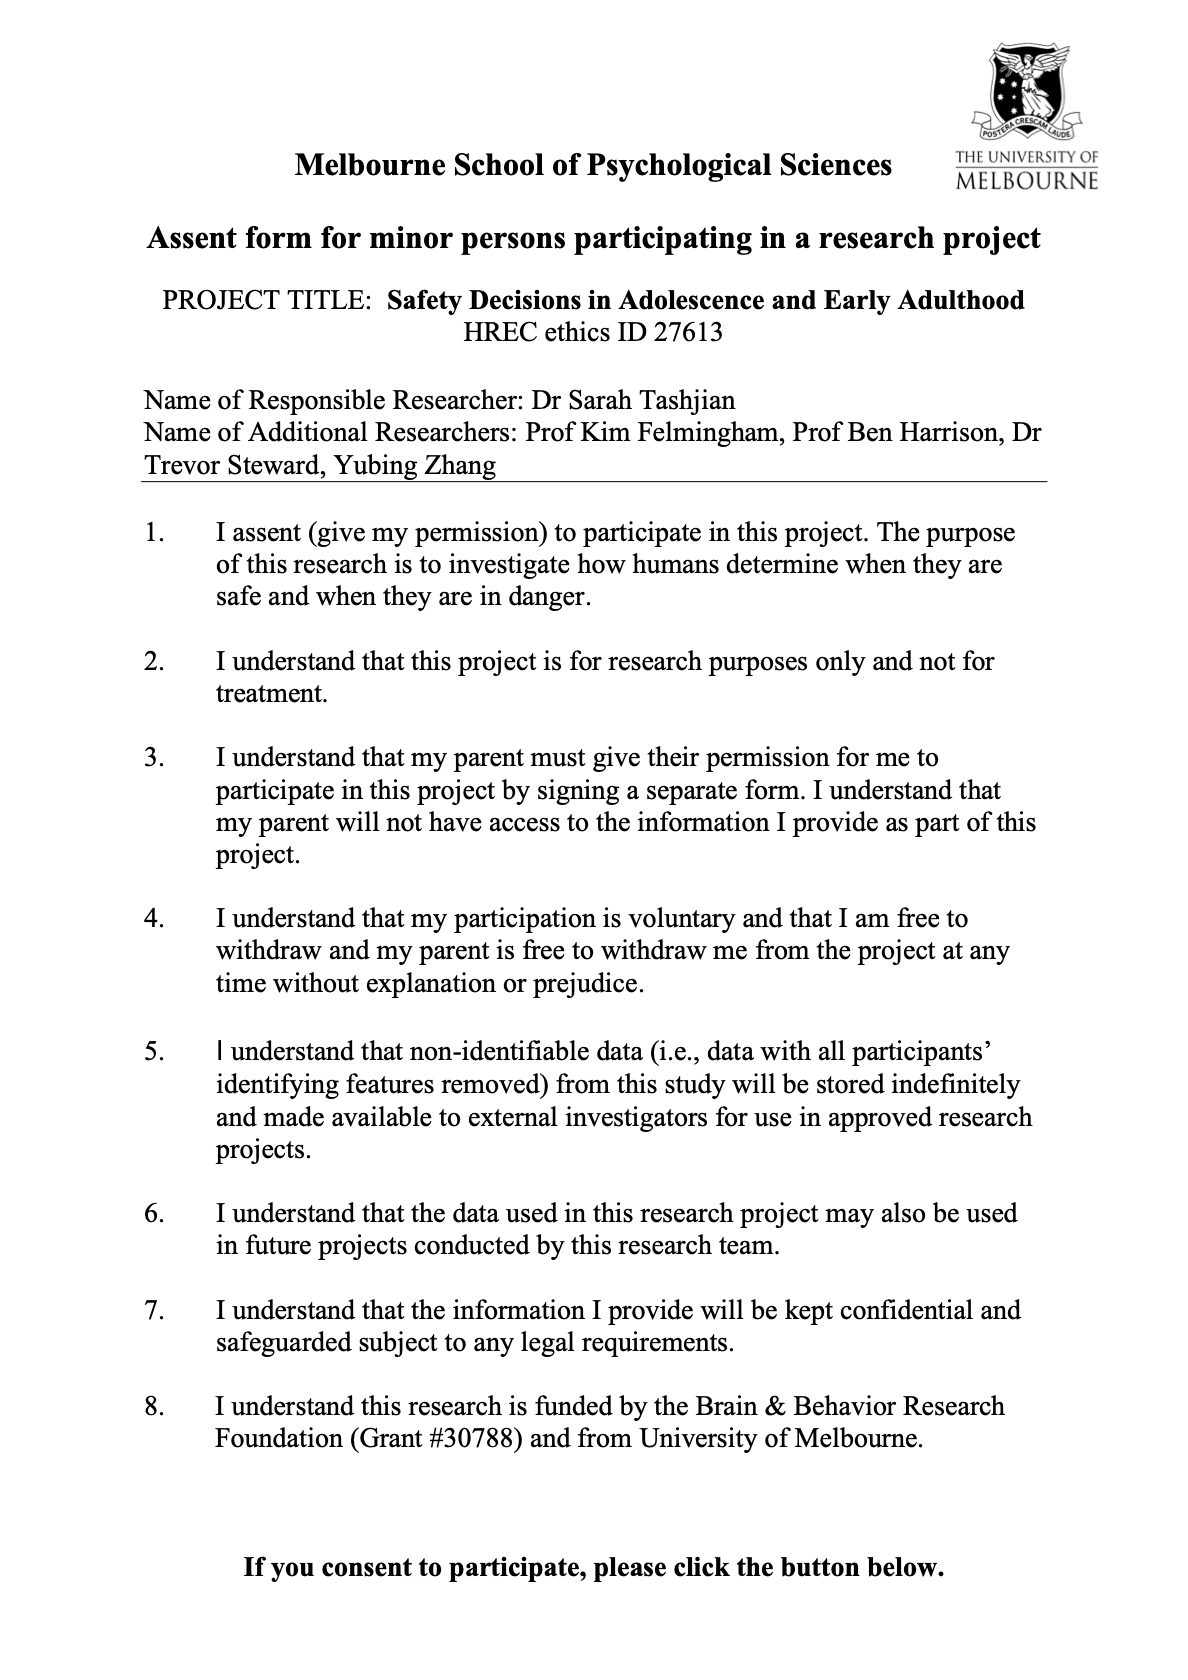 POSTERA CRESCAM LAUDE
THE UNIVERSITY OF
MELBOURNE
Melbourne School of Psychological Sciences
Assent form for minor persons participating in a research project
PROJECT TITLE: Safety Decisions in Adolescence and Early Adulthood
HREC ethics ID 27613
Name of Responsible Researcher: Dr Sarah Tashjian
Name of Additional Researchers: Prof Kim Felmingham, Prof Ben Harrison, Dr
Trevor Steward, Yubing Zhang
1. I assent (give my permission) to participate in this project. The purpose
of this research is to investigate how humans determine when they are
safe and when they are in danger.
2. I understand that this project is for research purposes only and not for
treatment.
3. I understand that my parent must give their permission for me to
participate in this project by signing a separate form. I understand that
my parent will not have access to the information I provide as part of this
project.
4. I understand that my participation is voluntary and that I am free to
withdraw and my parent is free to withdraw me from the project at any
time without explanation or prejudice.
5. I understand that non-identifiable data (i.e., data with all participants’
identifying features removed) from this study will be stored indefinitely
and made available to external investigators for use in approved research
projects.
6. I understand that the data used in this research project may also be used
in future projects conducted by this research team.
7. I understand that the information I provide will be kept confidential and
safeguarded subject to any legal requirements.
8. I understand this research is funded by the Brain & Behavior Research
Foundation (Grant #30788) and from University of Melbourne.
If you consent to participate, please click the button below.